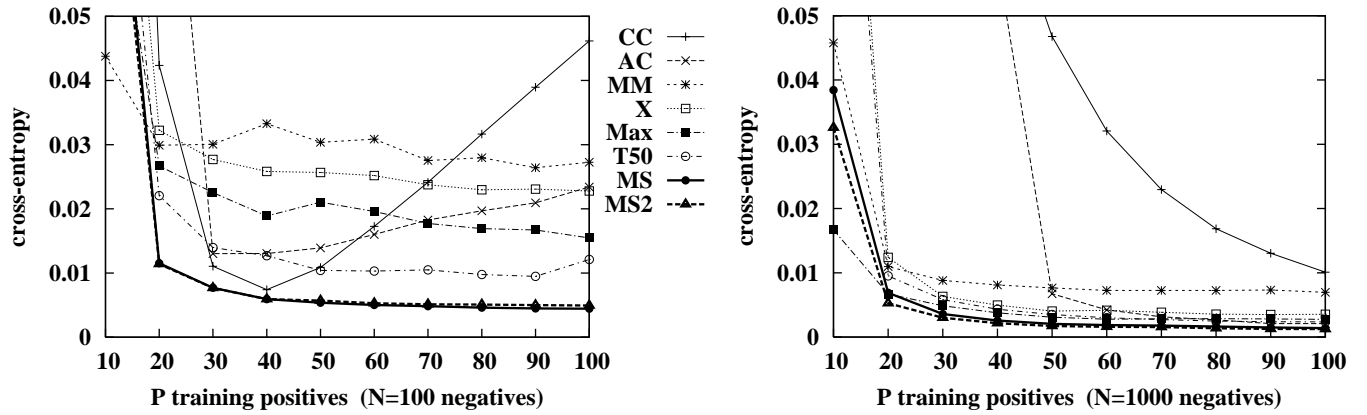 0.05
0.04
0.03
0.02
0.01
0
cross-entropy
10 20 30 40 50 60 70 80 90 100
P training positives (N=100 negatives)
CC
AC
MM
X
Max
T50
MS
MS2
0.05
0.04
0.03
0.02
0.01
0
cross-entropy
10 20 30 40 50 60 70 80 90 100
P training positives (N=1000 negatives)